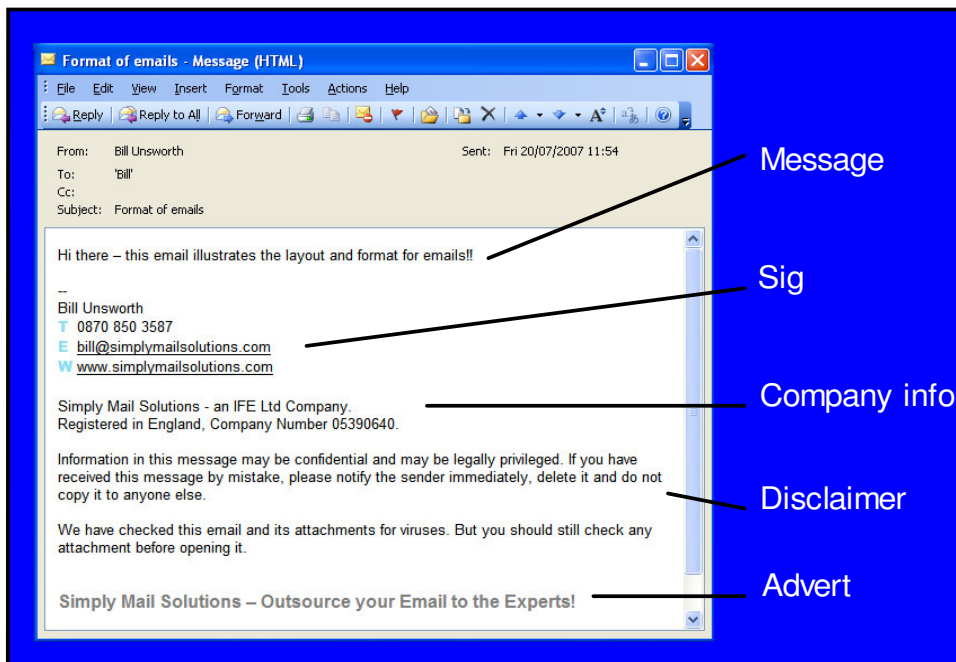 Format of emails - Message (HTML)
File Edit View Insert Format Tools Actions Help
Reply Reply to All Forward
From: Bill Unsworth Sent: Fri 20/07/2007 11:54
To: 'Bill'
Cc:
Subject: Format of emails
Message
Hi there – this email illustrates the layout and format for emails!!
Sig
--
Bill Unsworth
T 0870 850 3587
E bill@simplymailsolutions.com
W www.simplymailsolutions.com
Company info
Simply Mail Solutions - an IFE Ltd Company.
Registered in England, Company Number 05390640.
Information in this message may be confidential and may be legally privileged. If you have
received this message by mistake, please notify the sender immediately, delete it and do not
copy it to anyone else.
Disclaimer
We have checked this email and its attachments for viruses. But you should still check any
attachment before opening it.
Advert
Simply Mail Solutions – Outsource your Email to the Experts!